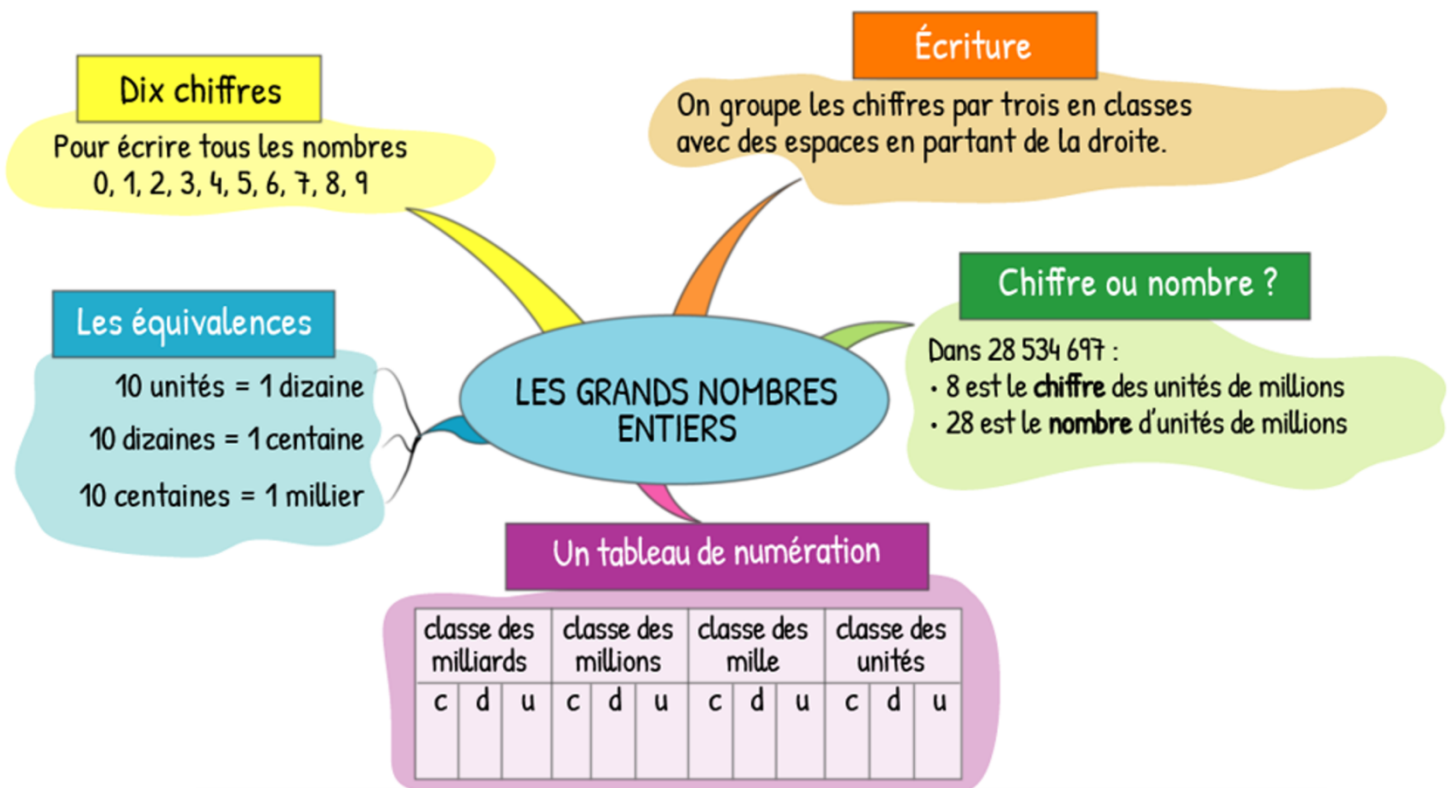 Dix chiffres
Pour écrire tous les nombres
0, 1, 2, 3, 4, 5, 6, 7, 8, 9
Écriture
On groupe les chiffres par trois en classes
avec des espaces en partant de la droite.
Les équivalences
10 unités = 1 dizaine
10 dizaines = 1 centaine
10 centaines = 1 millier
LES GRANDS NOMBRES
ENTIERS
Chiffre ou nombre ?
Dans 28 534 697 :
• 8 est le chiffre des unités de millions
• 28 est le nombre d'unités de millions
Un tableau de numération
classe des milliards classe des millions classe des mille classe des unités
c d u c d u c d u c d u